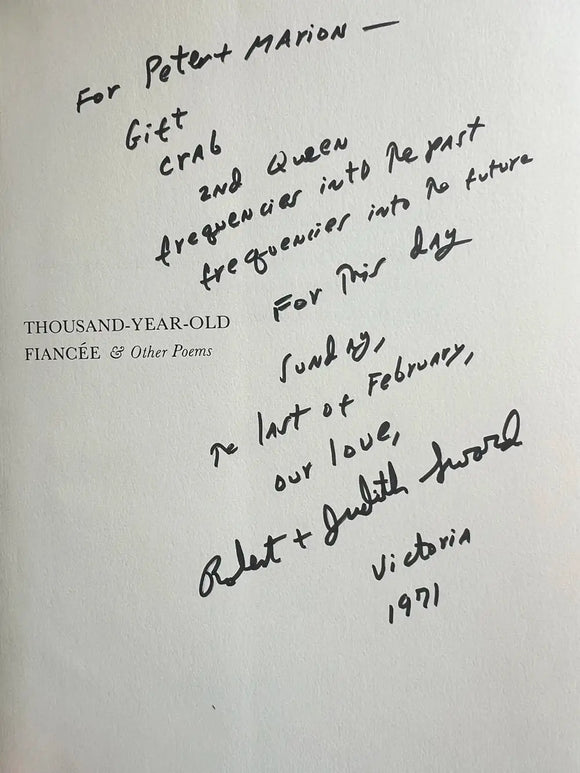 For Peter + Marion —
Gift
crab
2nd Queen
frequencies into the past
frequencies into the future
For This day
THOUSAND-YEAR-OLD
FIANCÉE & Other Poems
Sunday,
the last of February,
our love,
Robert + Judith Sward
Victoria
1971